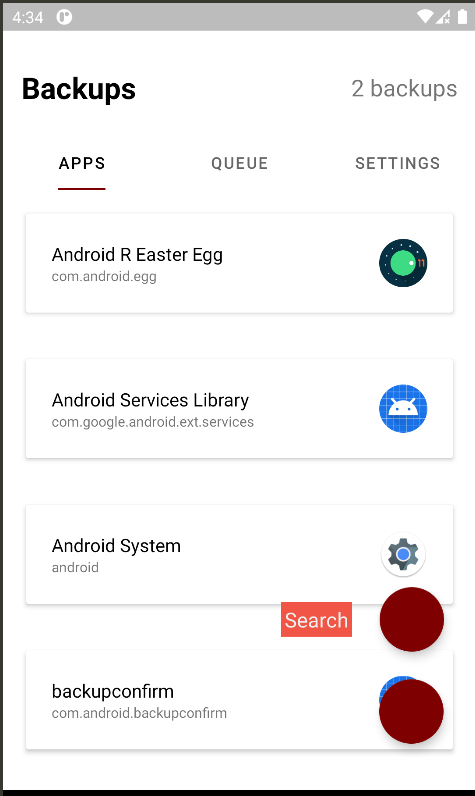 4:34
Backups
2 backups
APPS
QUEUE
SETTINGS
Android R Easter Egg
com.android.egg
11
Android Services Library
com.google.android.ext.services
Android System
android
Search
backupconfirm
com.android.backupconfirm